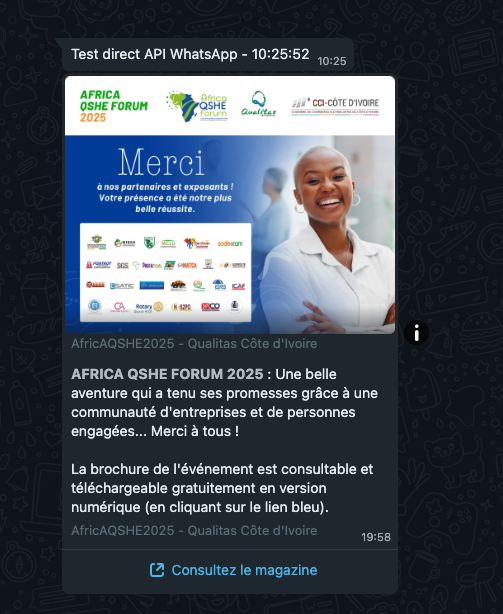 Test direct API WhatsApp - 10:25:52
10:25
AFRICA
QSHE FORUM
2025
Africa
QSHE
Forum
Qualitas
CCI-CÔTE D'IVOIRE
Merci
à nos partenaires et exposants !
Votre présence a été notre plus
belle réussite.
SGS
Rotary
ICAF
AfricAQSHE2025 - Qualitas Côte d'Ivoire
AFRICA QSHE FORUM 2025 : Une belle
aventure qui a tenu ses promesses grâce à une
communauté d'entreprises et de personnes
engagées... Merci à tous !
La brochure de l'événement est consultable et
téléchargeable gratuitement en version
numérique (en cliquant sur le lien bleu).
AfricAQSHE2025 - Qualitas Côte d'Ivoire
19:58
Consultez le magazine